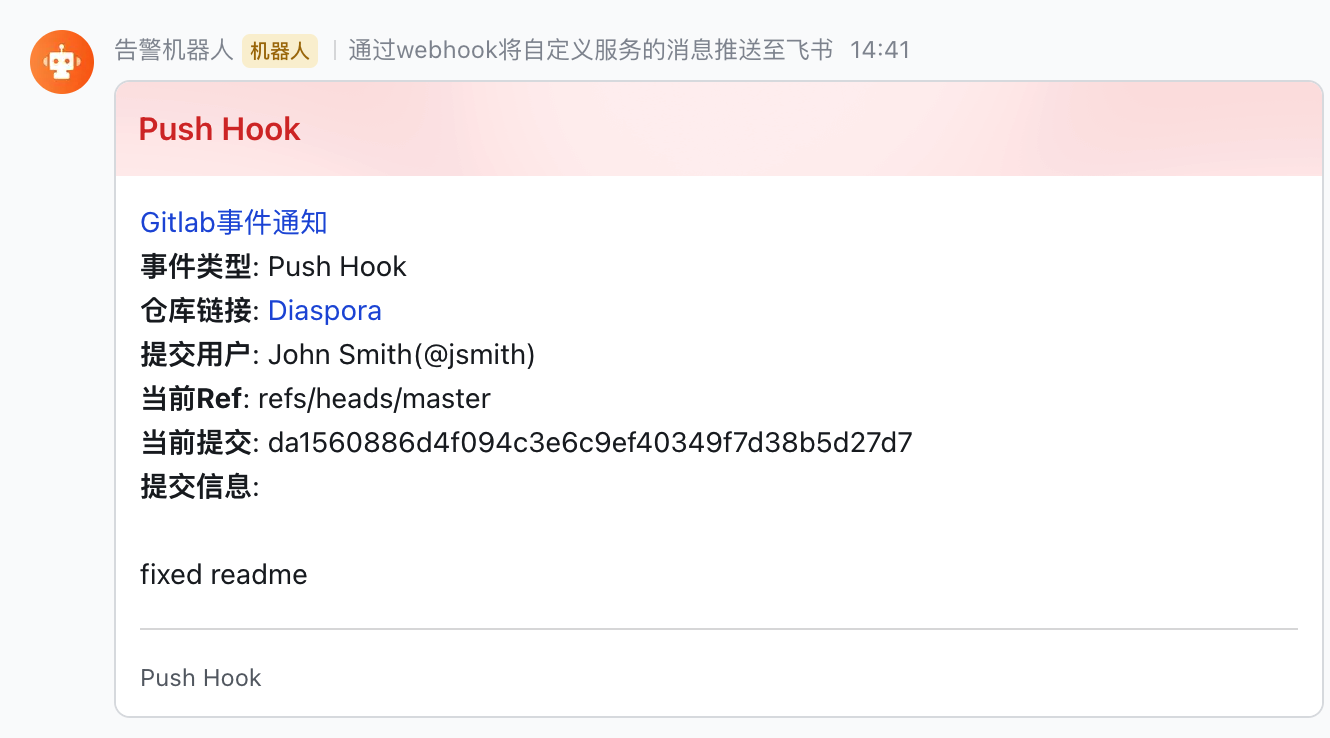 告警机器人 机器人 | 通过webhook将自定义服务的消息推送至飞书 14:41
Push Hook
Gitlab事件通知
事件类型: Push Hook
仓库链接: Diaspora
提交用户: John Smith(@jsmith)
当前Ref: refs/heads/master
当前提交: da1560886d4f094c3e6c9ef40349f7d38b5d27d7
提交信息:
fixed readme
Push Hook